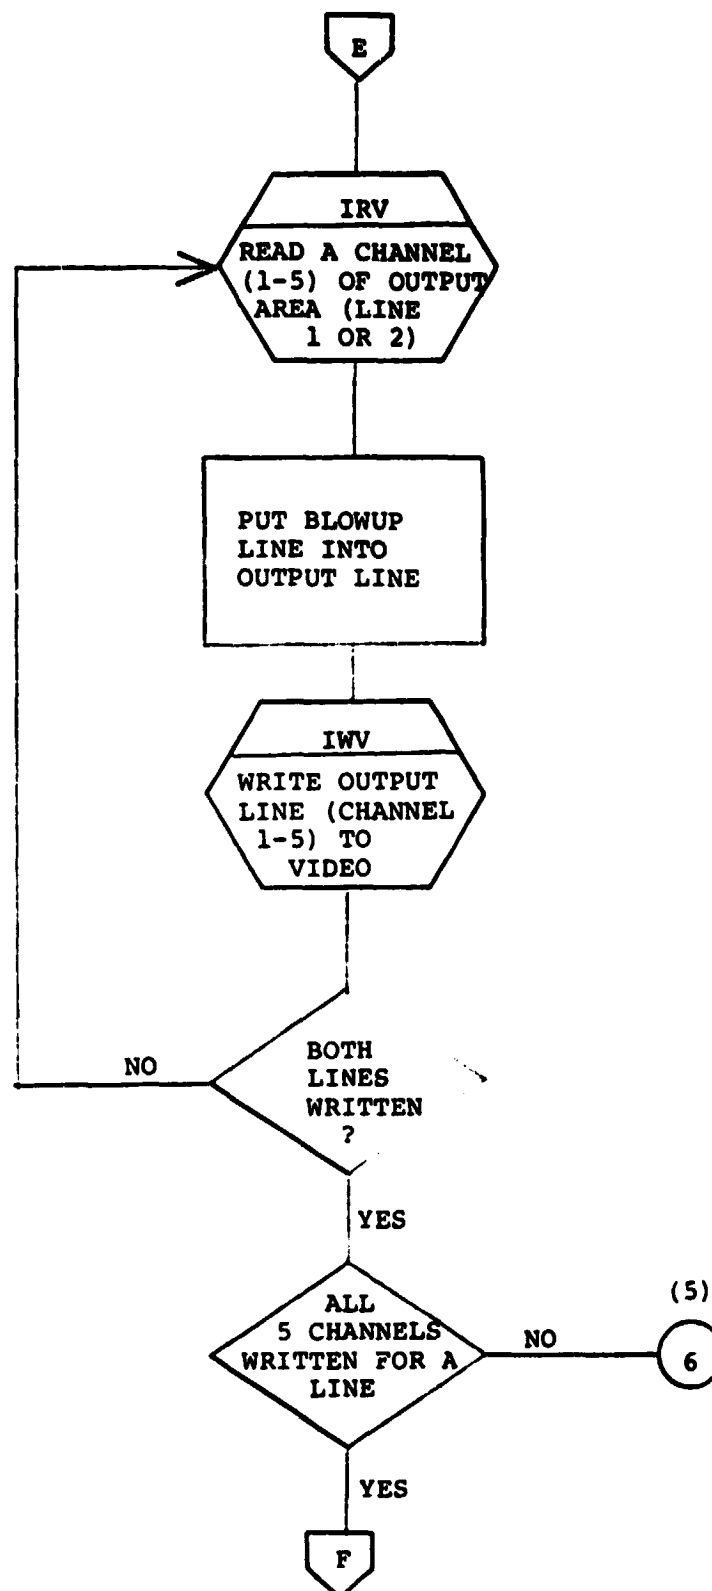 E
IRV
READ A CHANNEL
(1-5) OF OUTPUT
AREA (LINE
1 OR 2)
PUT BLOWUP
LINE INTO
OUTPUT LINE
IWV
WRITE OUTPUT
LINE (CHANNEL
1-5) TO
VIDEO
NO
BOTH
LINES
WRITTEN
?
YES
ALL
5 CHANNELS
WRITTEN FOR A
LINE
NO
(5)
6
YES
F